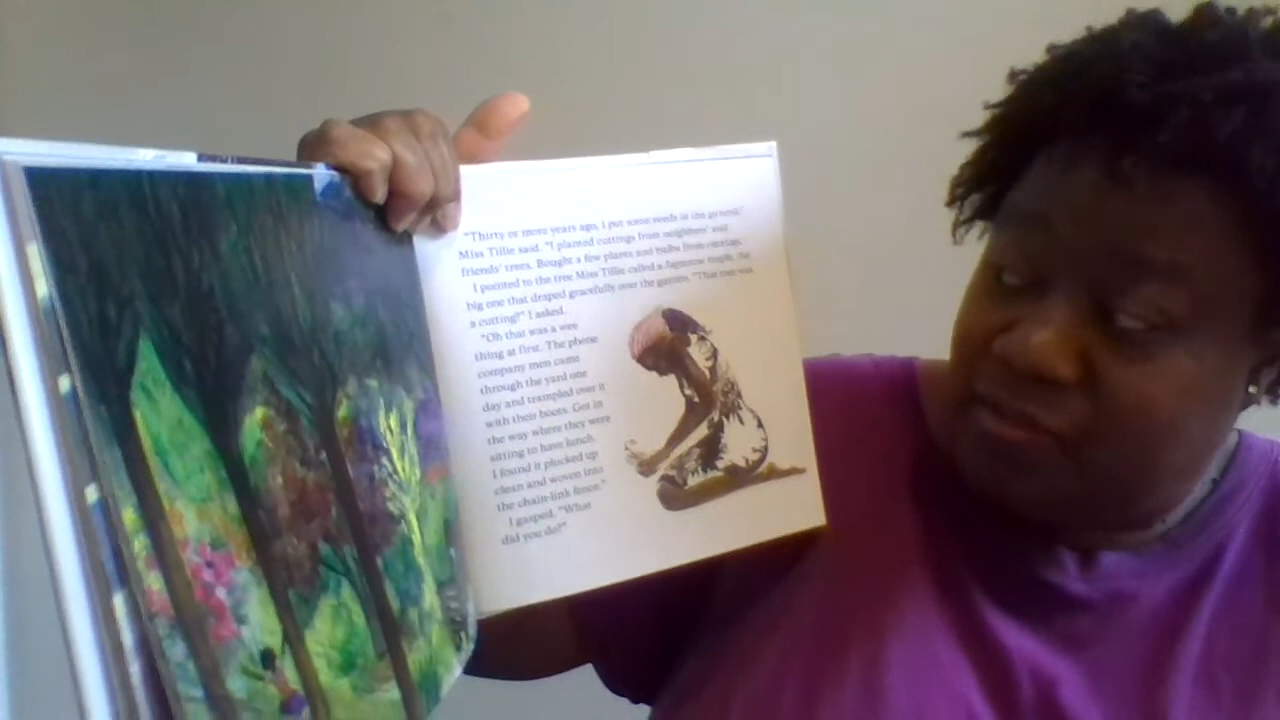 "Thirty or more years ago, I put some seeds in the ground,"
Miss Tillie said. "I planted cuttings from neighbors' and
friends' trees. Bought a few plants and bulbs from catalogs.
I pointed to the tree Miss Tillie called a Japanese maple, the
big one that draped gracefully over the garden. "That tree was
a cutting?" I asked.
"Oh that was a wee
thing at first. The phone
company men came
through the yard one
day and trampled over it
with their boots. Got in
the way where they were
sitting to have lunch.
I found it plucked up
clean and woven into
the chain-link fence."
I gasped. "What
did you do?"